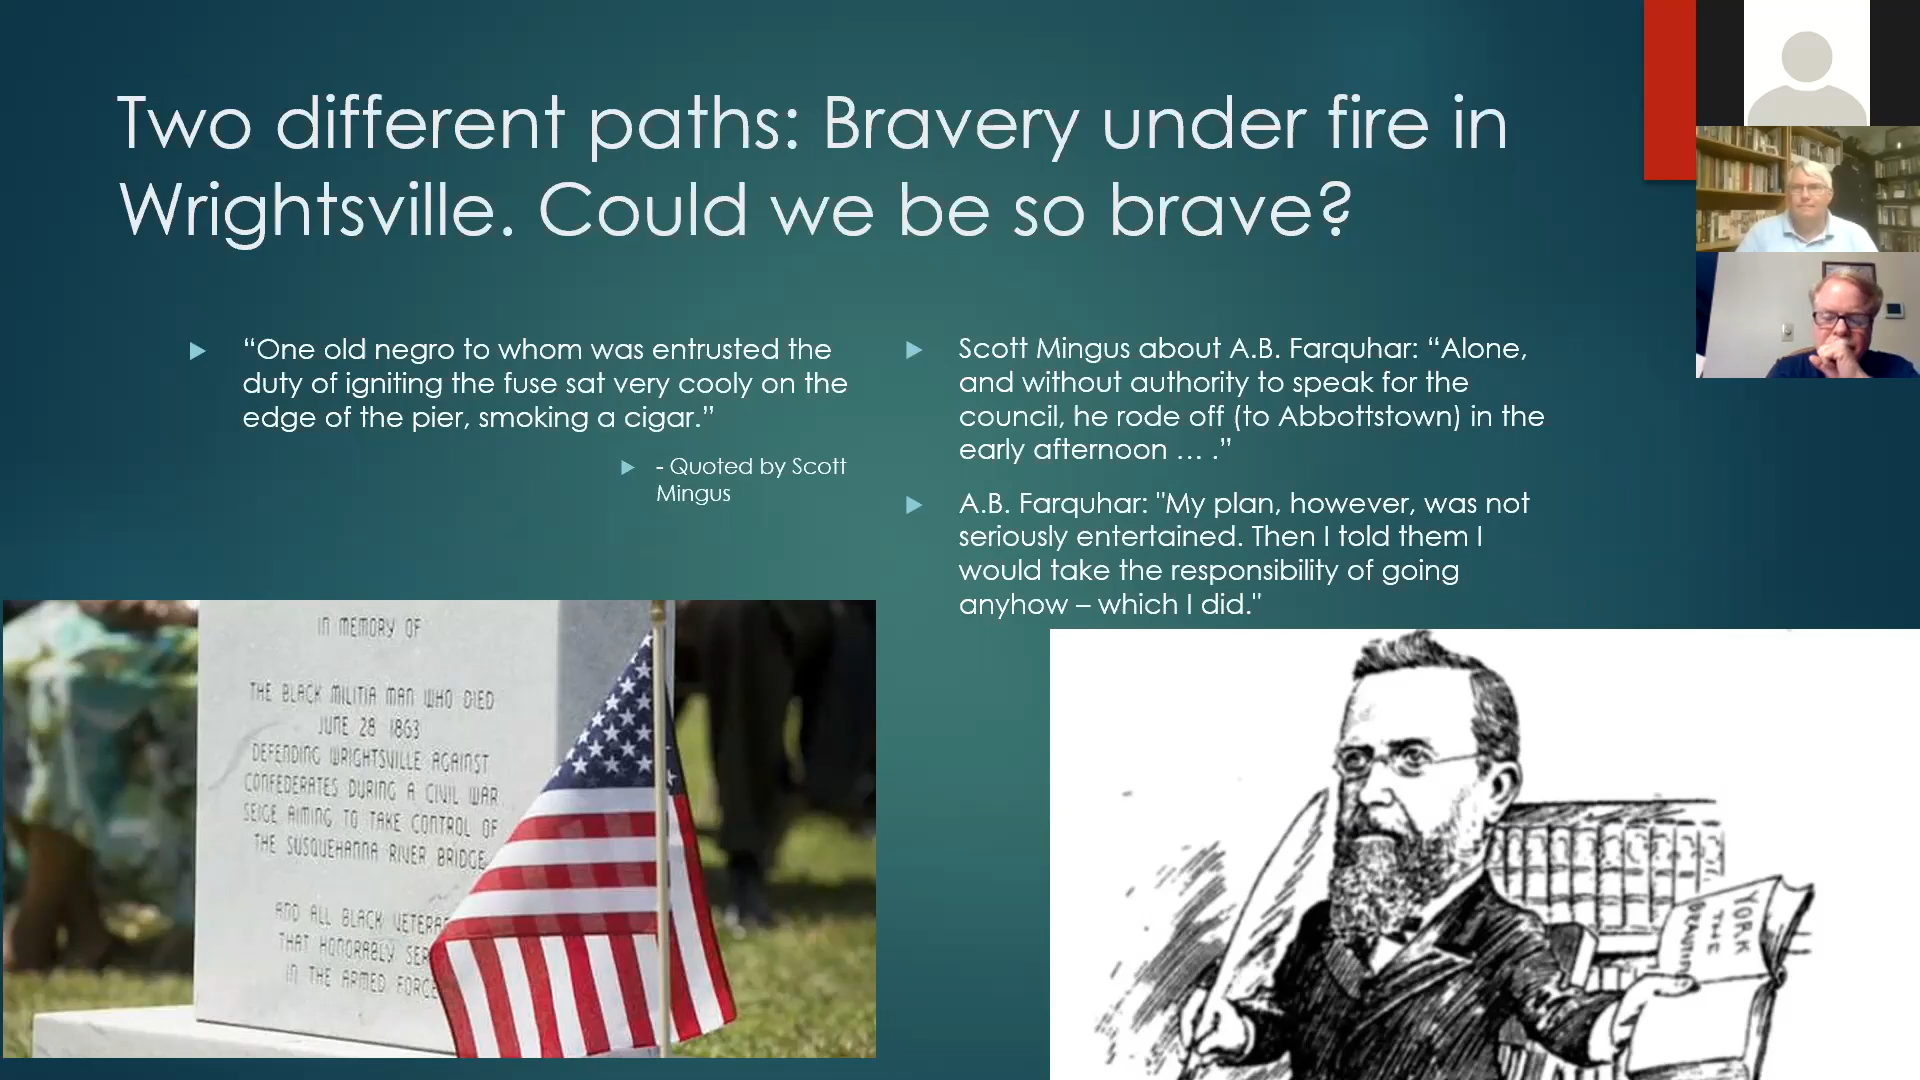 Two different paths: Bravery under fire in
Wrightsville. Could we be so brave?
“One old negro to whom was entrusted the
duty of igniting the fuse sat very cooly on the
edge of the pier, smoking a cigar.”
- Quoted by Scott
Mingus
Scott Mingus about A.B. Farquhar: “Alone,
and without authority to speak for the
council, he rode off (to Abbottstown) in the
early afternoon … .”
A.B. Farquhar: "My plan, however, was not
seriously entertained. Then I told them I
would take the responsibility of going
anyhow – which I did."
IN MEMORY OF
THE BLACK MILITIA MAN WHO DIED
JUNE 28 1863
DEFENDING WRIGHTSVILLE AGAINST
CONFEDERATES DURING A CIVIL WAR
SEIGE AIMING TO TAKE CONTROL OF
THE SUSQUEHANNA RIVER BRIDGE
AND ALL BLACK VETERA
THAT HONORABLY SER
IN THE ARMED FORCE
YORK
THE